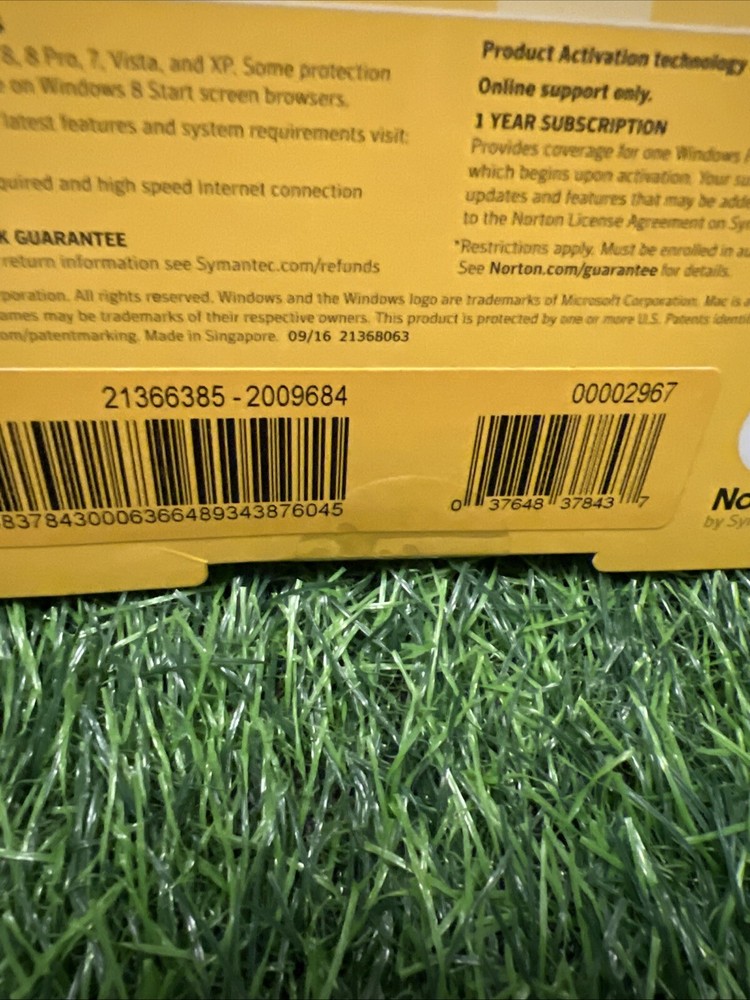 8, 8 Pro, 7, Vista, and XP. Some protection
on Windows 8 Start screen browsers.
latest features and system requirements visit:
quired and high speed Internet connection
K GUARANTEE
return information see Symantec.com/refunds
Product Activation technology
Online support only.
1 YEAR SUBSCRIPTION
Provides coverage for one Windows
which begins upon activation. Your su
updates and features that may be adde
to the Norton License Agreement on Sy
*Restrictions apply. Must be enrolled in au
See Norton.com/guarantee for details.
poration. All rights reserved. Windows and the Windows logo are trademarks of Microsoft Corporation. Mac is a
ames may be trademarks of their respective owners. This product is protected by one or more U.S. Patents identifi
om/patentmarking. Made in Singapore. 09/16 21368063
21366385 - 2009684
00002967
83784300063664893438760​45
0 37648 37843 7
No
by Sy